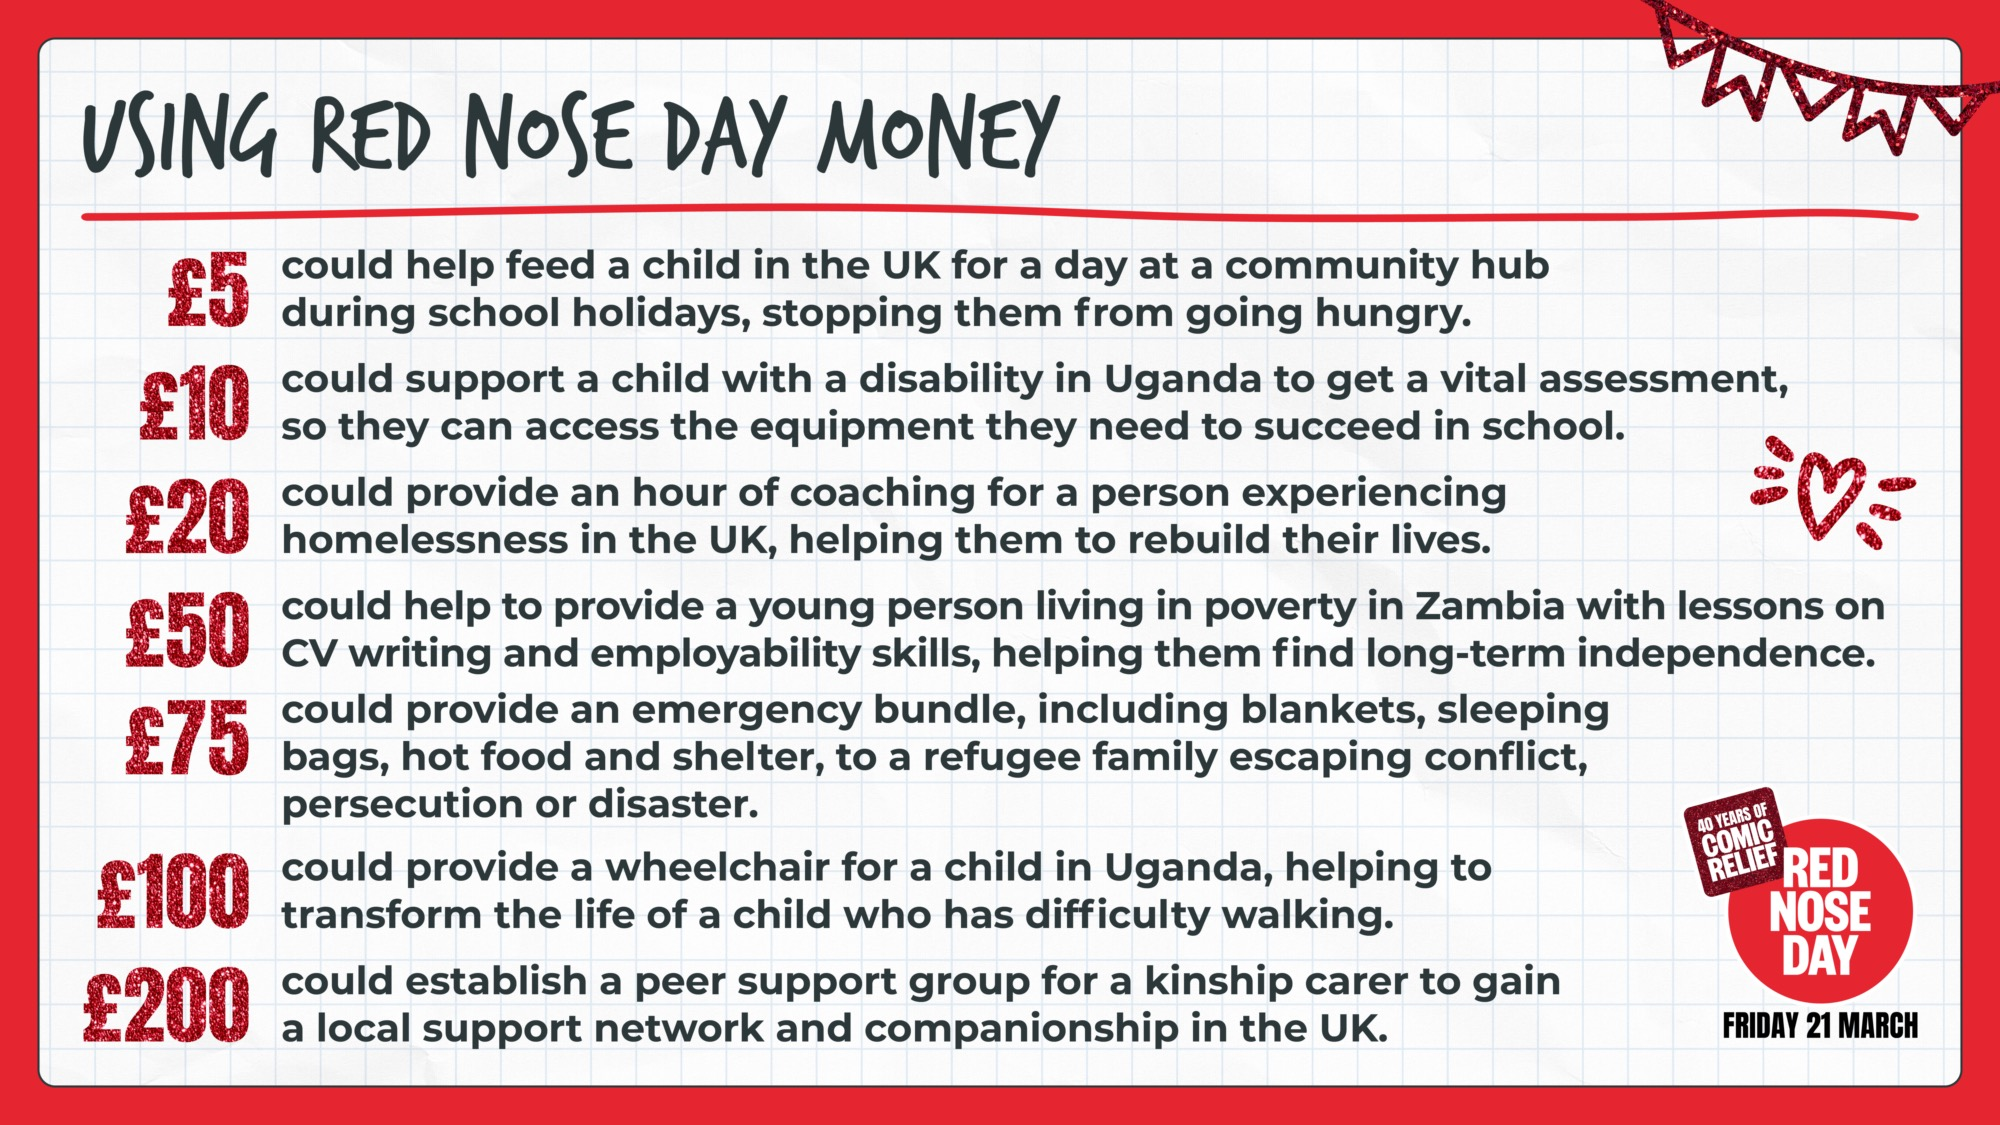 USING RED NOSE DAY MONEY
£5 could help feed a child in the UK for a day at a community hub
during school holidays, stopping them from going hungry.
£10 could support a child with a disability in Uganda to get a vital assessment,
so they can access the equipment they need to succeed in school.
£20 could provide an hour of coaching for a person experiencing
homelessness in the UK, helping them to rebuild their lives.
£50 could help to provide a young person living in poverty in Zambia with lessons on
CV writing and employability skills, helping them find long-term independence.
£75 could provide an emergency bundle, including blankets, sleeping
bags, hot food and shelter, to a refugee family escaping conflict,
persecution or disaster.
£100 could provide a wheelchair for a child in Uganda, helping to
transform the life of a child who has difficulty walking.
£200 could establish a peer support group for a kinship carer to gain
a local support network and companionship in the UK.
40 YEARS OF
COMIC
RELIEF
RED
NOSE
DAY
FRIDAY 21 MARCH